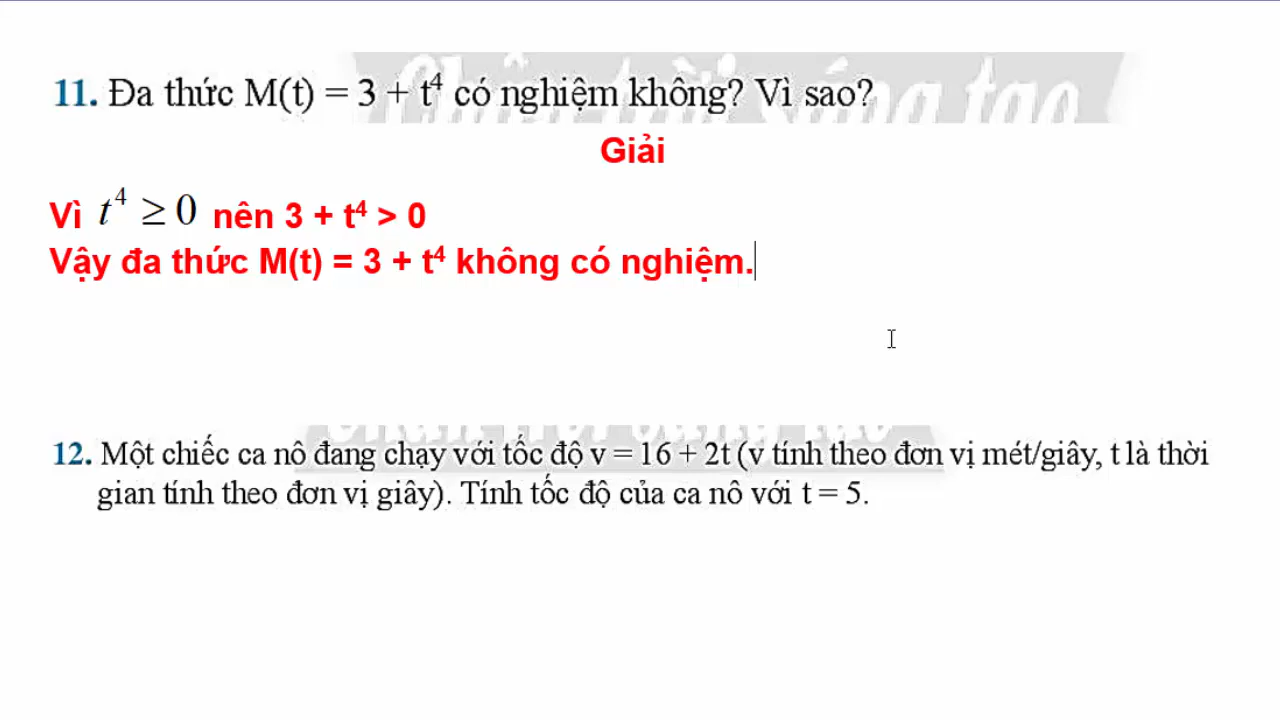 11. Đa thức M(t) = 3 + t⁴ có nghiệm không? Vì sao?
Giải
Vì t⁴ ≥ 0 nên 3 + t⁴ > 0
Vậy đa thức M(t) = 3 + t⁴ không có nghiệm.
12. Một chiếc ca nô đang chạy với tốc độ v = 16 + 2t (v tính theo đơn vị mét/giây, t là thời
gian tính theo đơn vị giây). Tính tốc độ của ca nô với t = 5.